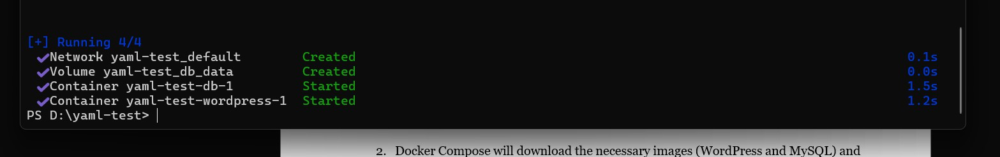 [+] Running 4/4
✔Network yaml-test_default Created 0.1s
✔Volume yaml-test_db_data Created 0.0s
✔Container yaml-test-db-1 Started 1.5s
✔Container yaml-test-wordpress-1 Started 1.2s
PS D:\yaml-test>
2. Docker Compose will download the necessary images (WordPress and MySQL) and